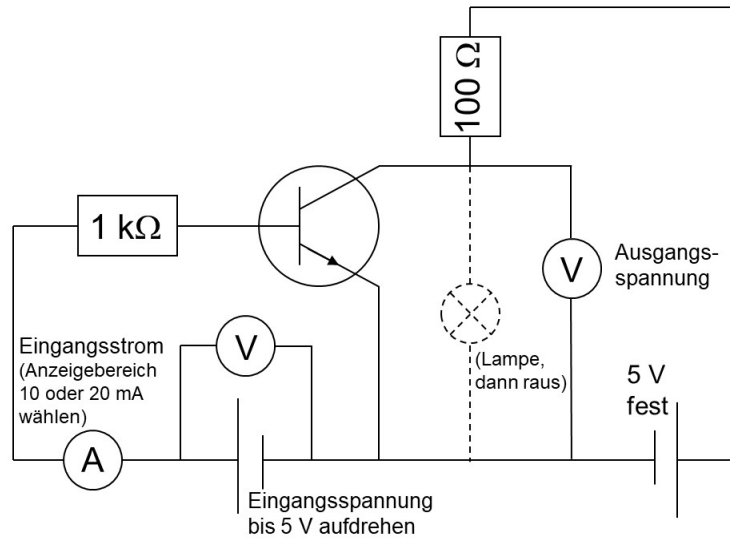 100 Ω
1 kΩ
V
Ausgangs-
spannung
V
Eingangsstrom
(Anzeigebereich
10 oder 20 mA
wählen)
(Lampe,
dann raus)
5 V
fest
A
Eingangsspannung
bis 5 V aufdrehen